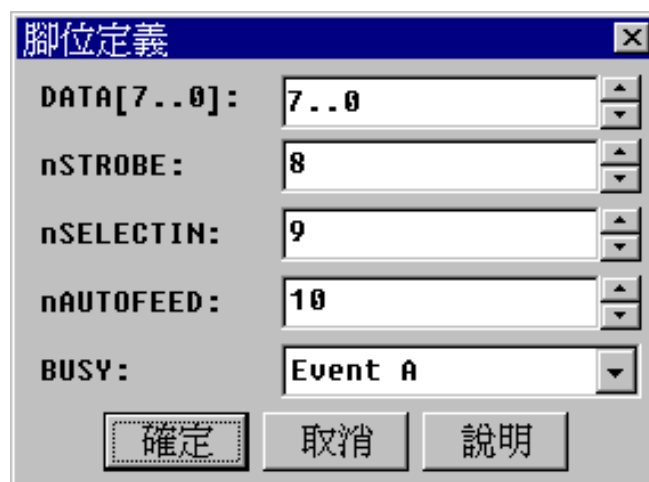 腳位定義
DATA[7..0]: 7..0
nSTROBE: 8
nSELECTIN: 9
nAUTOFEED: 10
BUSY: Event A
確定 取消 說明